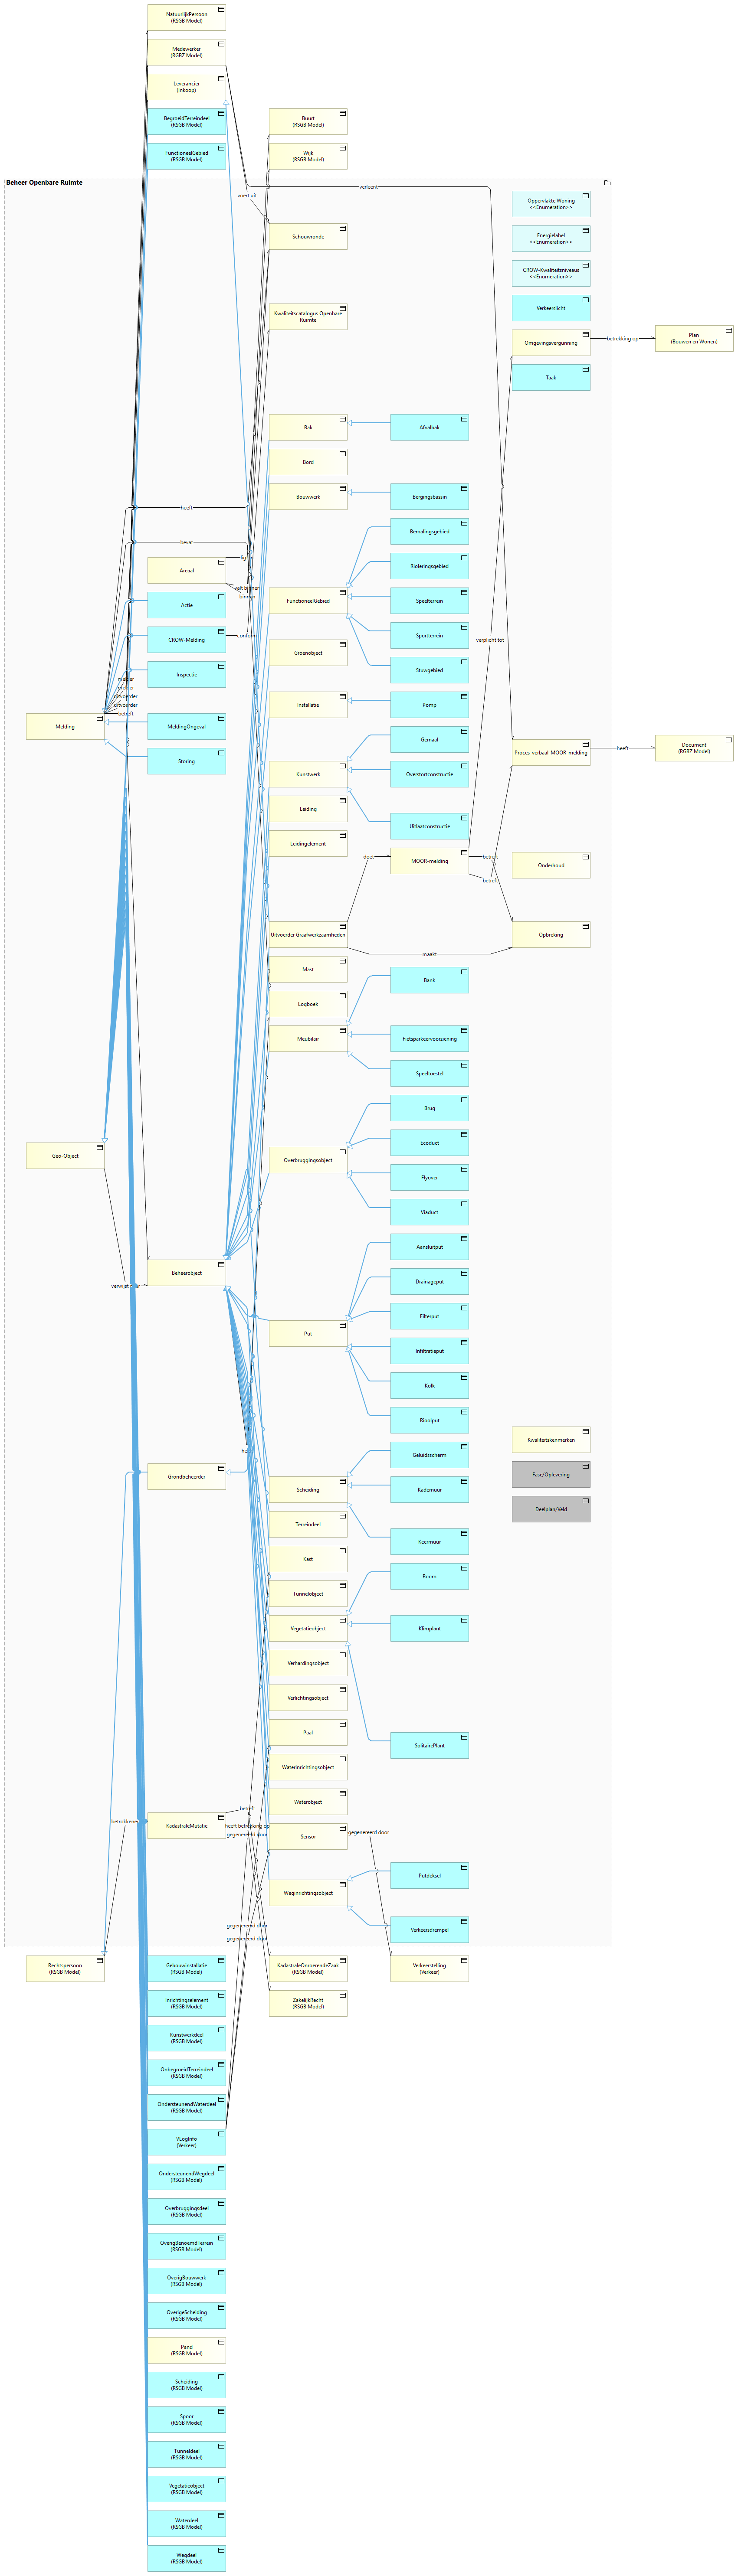 NatuurlijkPersoon
(RSGB Model)
Medewerker
(RGBZ Model)
Leverancier
(Inkoop)
BegroeidTerreindeel
(RSGB Model)
Buurt
(RSGB Model)
FunctioneelGebied
(RSGB Model)
Wijk
(RSGB Model)
Beheer Openbare Ruimte
verleent
voert uit
Oppervlakte Woning
<<Enumeration>>
Schouwronde
Energielabel
<<Enumeration>>
CROW-Kwaliteitsniveaus
<<Enumeration>>
Verkeerslicht
Kwaliteitscatalogus Openbare
Ruimte
Omgevingsvergunning
betrekking op
Plan
(Bouwen en Wonen)
Taak
Bak
Afvalbak
Bord
Bouwwerk
Bergingsbassin
heeft
Bemalingsgebied
bevat
Areaal
Rioleringsgebied
valt binnen
binnen
Actie
FunctioneelGebied
Speelterrein
CROW-Melding
conform
Sportterrein
verplicht tot
Groenobject
Inspectie
Stuwgebied
melder
melder
uitvoerder
uitvoerder
betreft
Installatie
Pomp
Melding
MeldingOngeval
Gemaal
Proces-verbaal-MOOR-melding
heeft
Document
(RGBZ Model)
Storing
Kunstwerk
Overstortconstructie
Leiding
Uitlaatconstructie
Leidingelement
doet
MOOR-melding
betreft
betreft
Onderhoud
Uitvoerder Graafwerkzaamheden
Opbreking
maakt
Mast
Bank
Logboek
Meubilair
Fietsparkeervoorziening
Speeltoestel
Brug
Geo-Object
Overbruggingsobject
Ecoduct
Flyover
Viaduct
Aansluitput
Beheerobject
Drainageput
Filterput
Put
Infiltratieput
Kolk
Rioolput
Kwaliteitskenmerken
Geluidsscherm
Grondbeheerder
Fase/Oplevering
Scheiding
Kademuur
Deelplan/Veld
Terreindeel
Keermuur
Kast
Boom
Tunnelobject
Vegetatieobject
Klimplant
Verhardingsobject
Verlichtingsobject
Paal
SolitairePlant
Waterinrichtingsobject
Waterobject
betreft
betrokkene
KadastraleMutatie
heeft betrekking op
gegenereerd door
Sensor
gegenereerd door
Putdeksel
Weginrichtingsobject
gegenereerd door
Verkeersdrempel
gegenereerd door
Rechtspersoon
(RSGB Model)
Gebouwinstallatie
(RSGB Model)
KadastraleOnroerendeZaak
(RSGB Model)
Verkeerstelling
(Verkeer)
Inrichtingselement
(RSGB Model)
ZakelijkRecht
(RSGB Model)
Kunstwerkdeel
(RSGB Model)
OnbegroeidTerreindeel
(RSGB Model)
OndersteunendWaterdeel
(RSGB Model)
VLogInfo
(Verkeer)
OndersteunendWegdeel
(RSGB Model)
Overbruggingsdeel
(RSGB Model)
OverigBenoemdTerrein
(RSGB Model)
OverigBouwwerk
(RSGB Model)
OverigeScheiding
(RSGB Model)
Pand
(RSGB Model)
Scheiding
(RSGB Model)
Spoor
(RSGB Model)
Tunneldeel
(RSGB Model)
Vegetatieobject
(RSGB Model)
Waterdeel
(RSGB Model)
Wegdeel
(RSGB Model)